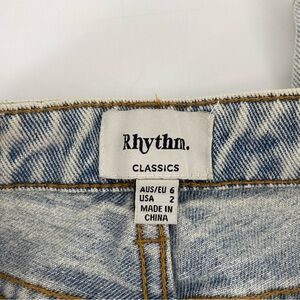 Rhythm.
CLASSICS
AUS/EU 6
USA 2
MADE IN
CHINA